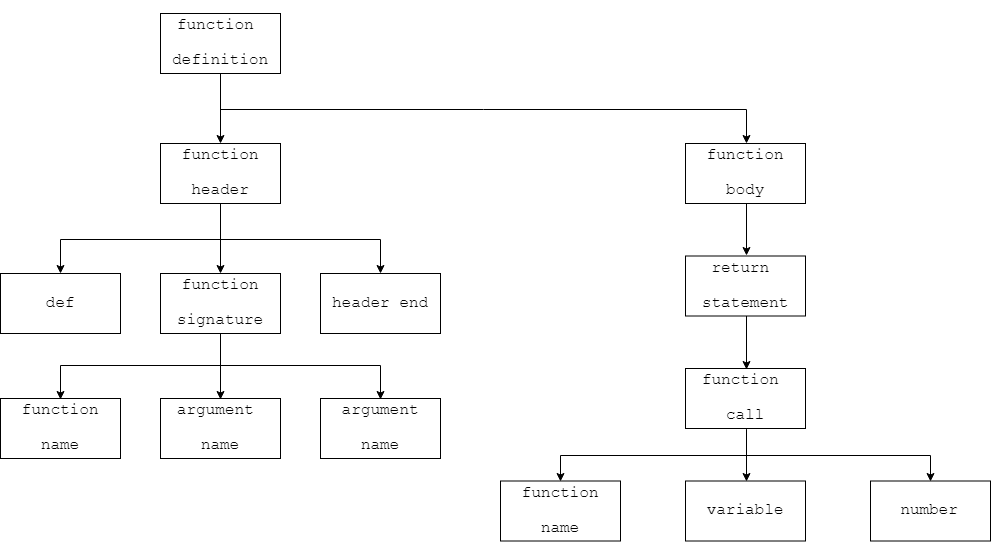 function
definition
function
header
function
body
def
function
signature
header end
return
statement
function
name
argument
name
argument
name
function
call
function
name
variable
number